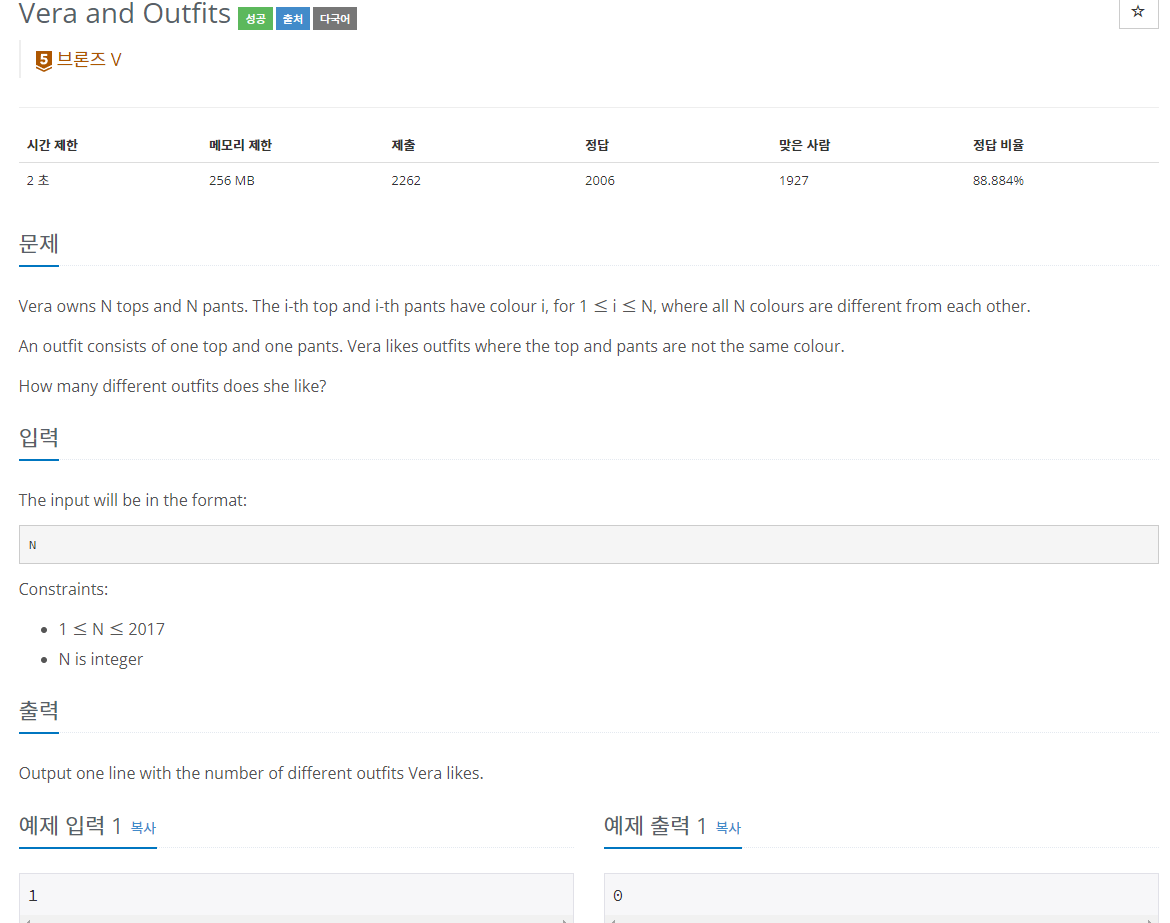 Vera and Outfits 성공 출처 다국어
☆
5 브론즈 V
시간 제한 메모리 제한 제출 정답 맞은 사람 정답 비율
2 초 256 MB 2262 2006 1927 88.884%
문제
Vera owns N tops and N pants. The i-th top and i-th pants have colour i, for 1 ≤ i ≤ N, where all N colours are different from each other.
An outfit consists of one top and one pants. Vera likes outfits where the top and pants are not the same colour.
How many different outfits does she like?
입력
The input will be in the format:
N
Constraints:
• 1 ≤ N ≤ 2017
• N is integer
출력
Output one line with the number of different outfits Vera likes.
예제 입력 1 복사
예제 출력 1 복사
1
0